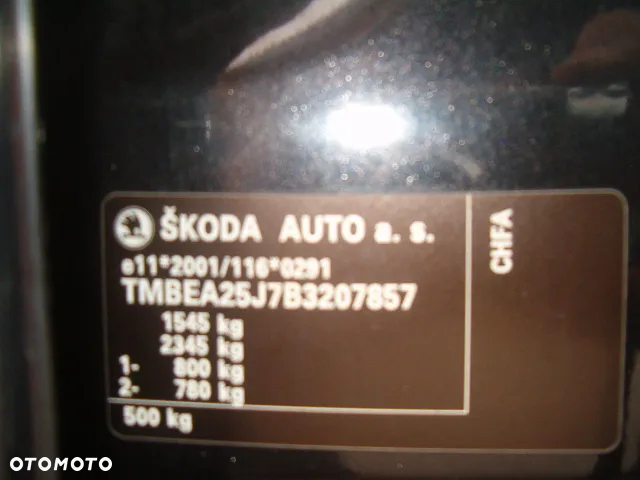 ŠKODA AUTO a. s.
e11*2001/116*0291
TMBEA25J7B3207857
1545 kg
2345 kg
1- 800 kg
2- 780 kg
500 kg
CHFA
OTOMOTO